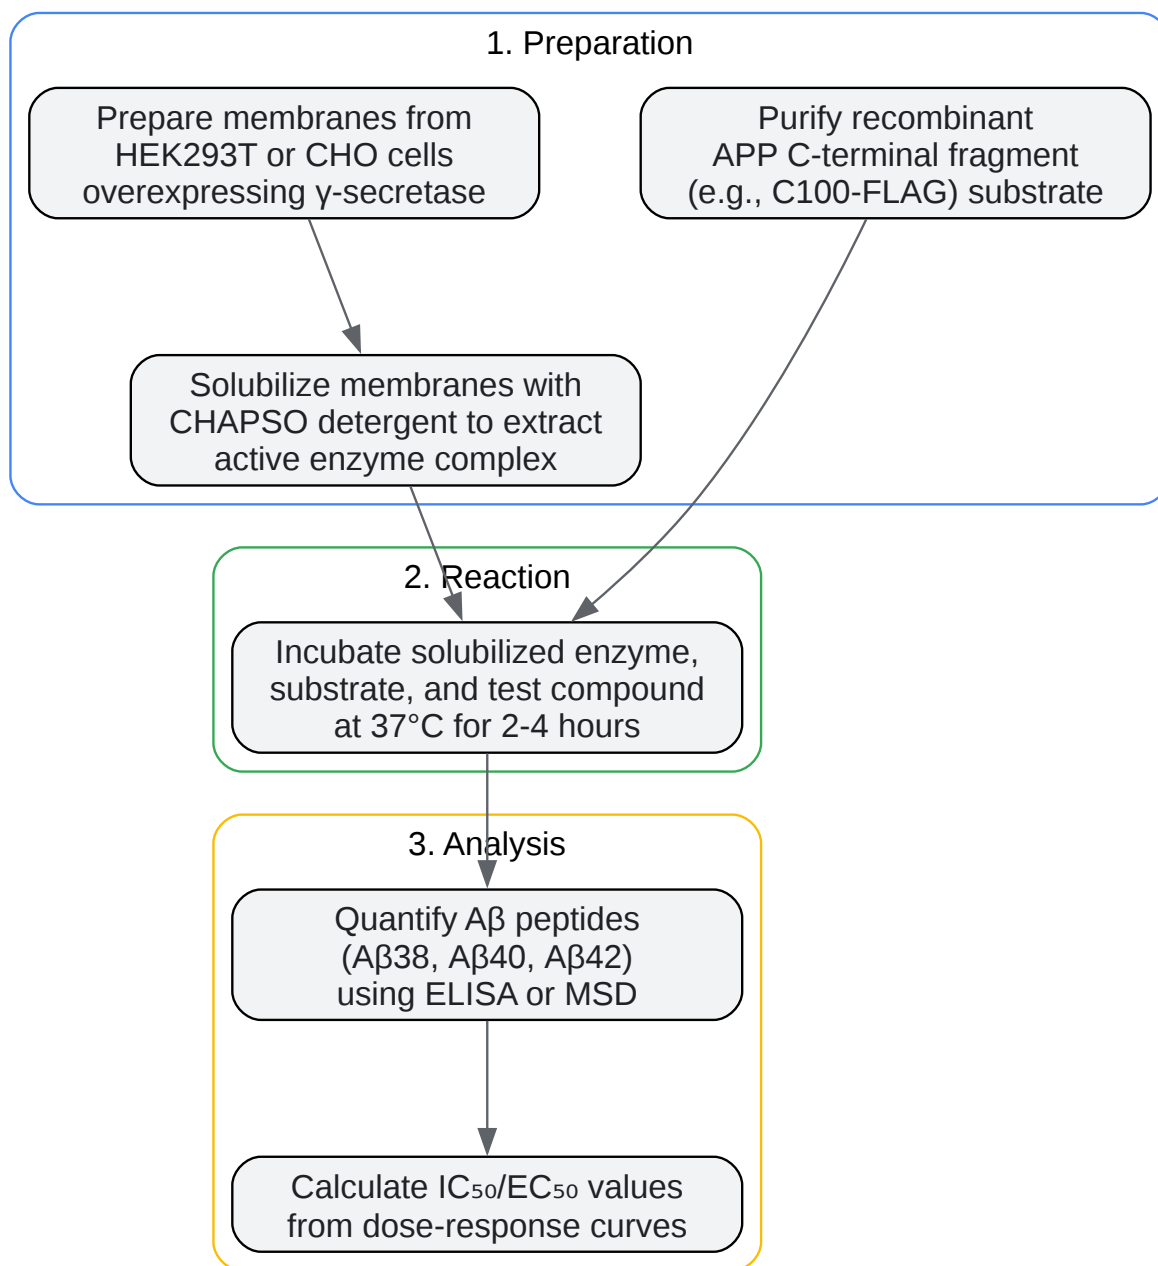 1. Preparation
Prepare membranes from
HEK293T or CHO cells
overexpressing γ-secretase
Purify recombinant
APP C-terminal fragment
(e.g., C100-FLAG) substrate
Solubilize membranes with
CHAPSO detergent to extract
active enzyme complex
2. Reaction
Incubate solubilized enzyme,
substrate, and test compound
at 37°C for 2-4 hours
3. Analysis
Quantify Aβ peptides
(Aβ38, Aβ40, Aβ42)
using ELISA or MSD
Calculate IC₅₀/EC₅₀ values
from dose-response curves